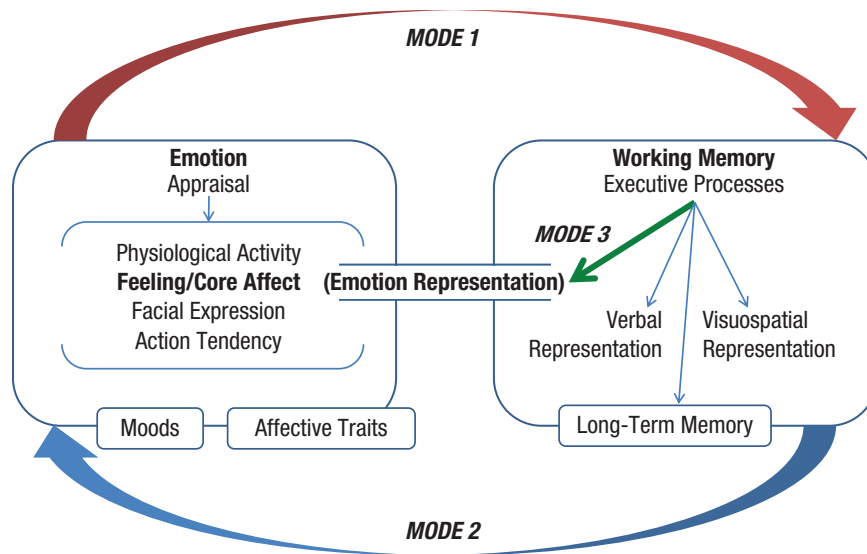 MODE 1
Emotion
Appraisal
Physiological Activity
Feeling/Core Affect
Facial Expression
Action Tendency
Moods
Affective Traits
(Emotion Representation)
Working Memory
Executive Processes
MODE 3
Verbal
Representation
Visuospatial
Representation
Long-Term Memory
MODE 2